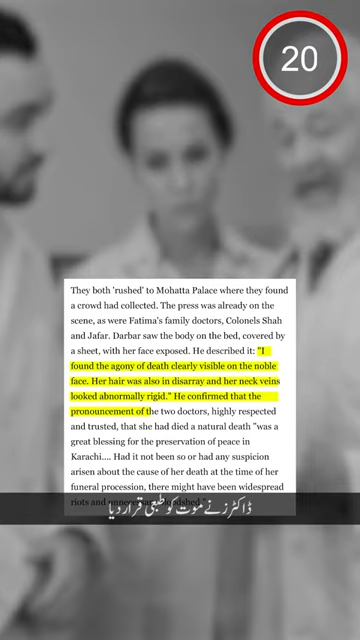 20
They both 'rushed' to Mohatta Palace where they found
a crowd had collected. The press was already on the
scene, as were Fatima's family doctors, Colonels Shah
and Jafar. Darbar saw the body on the bed, covered by
a sheet, with her face exposed. He described it: "I
found the agony of death clearly visible on the noble
face. Her hair was also in disarray and her neck veins
looked abnormally rigid." He confirmed that the
pronouncement of the two doctors, highly respected
and trusted, that she had died a natural death "was a
great blessing for the preservation of peace in
Karachi.... Had it not been so or had any suspicion
arisen about the cause of her death at the time of her
funeral procession, there might have been widespread
riots and
ڈاکٹرز نے موت کو طبعی قرار دیا